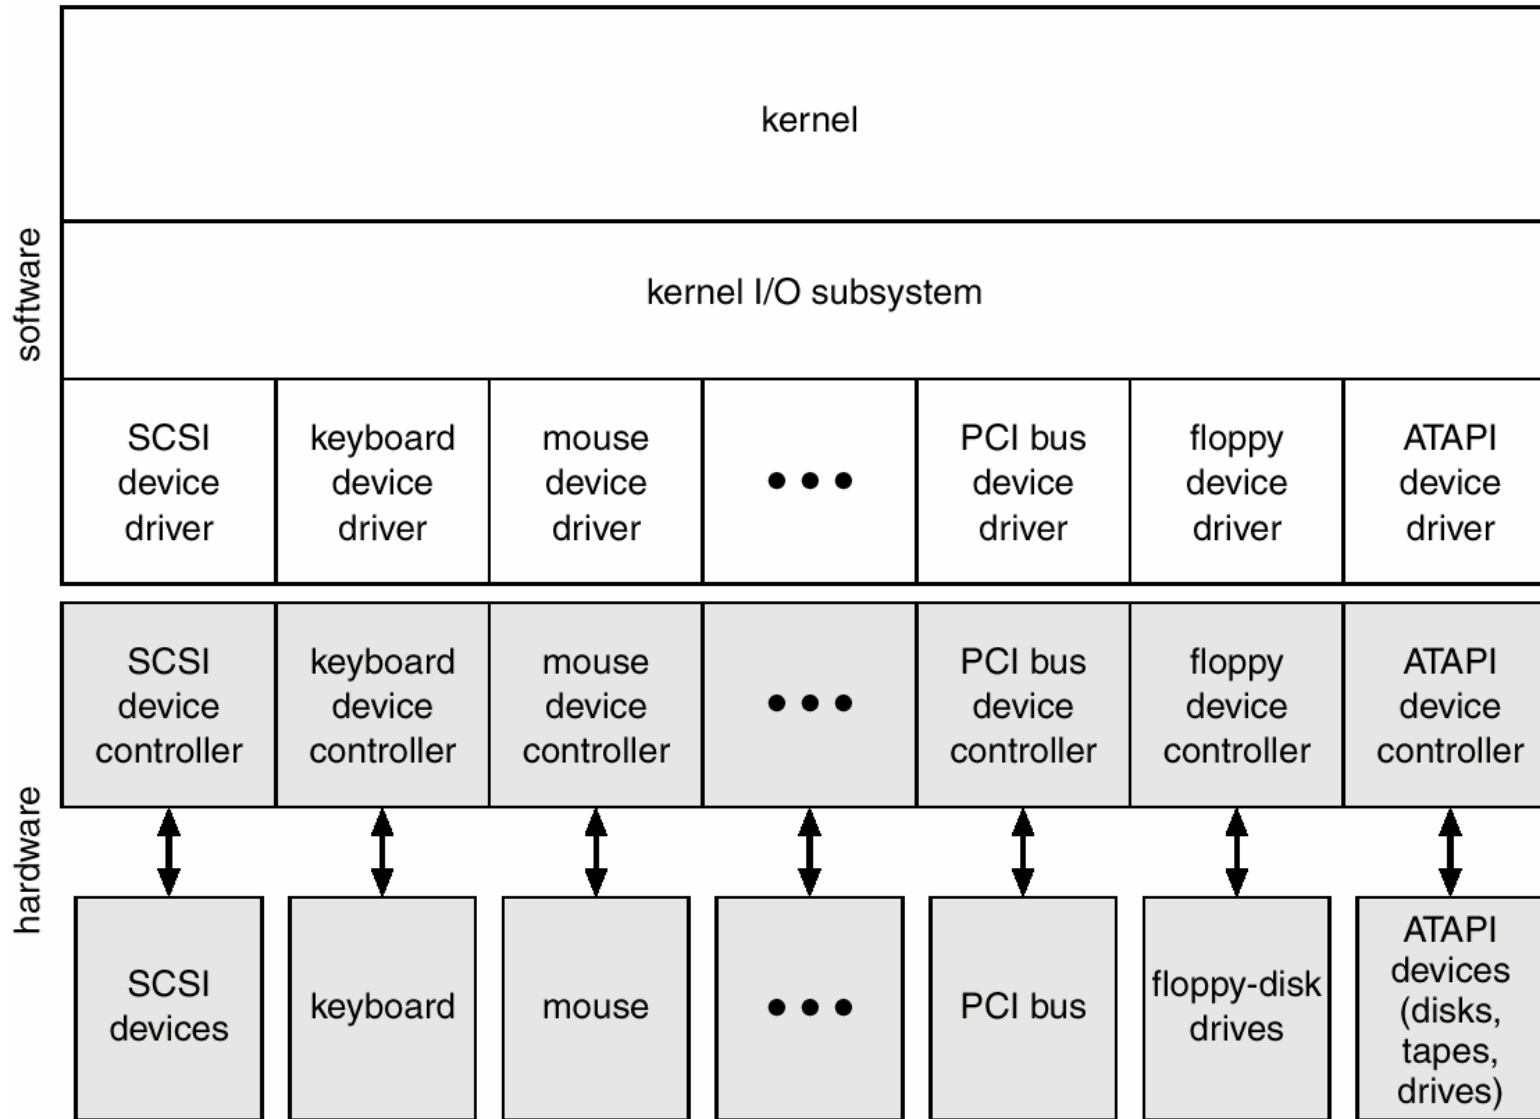 kernel
software
kernel I/O subsystem
SCSI
device
driver
keyboard
device
driver
mouse
device
driver
•••
PCI bus
device
driver
floppy
device
driver
ATAPI
device
driver
hardware
SCSI
device
controller
keyboard
device
controller
mouse
device
controller
•••
PCI bus
device
controller
floppy
device
controller
ATAPI
device
controller
SCSI
devices
keyboard
mouse
•••
PCI bus
floppy-disk
drives
ATAPI
devices
(disks,
tapes,
drives)